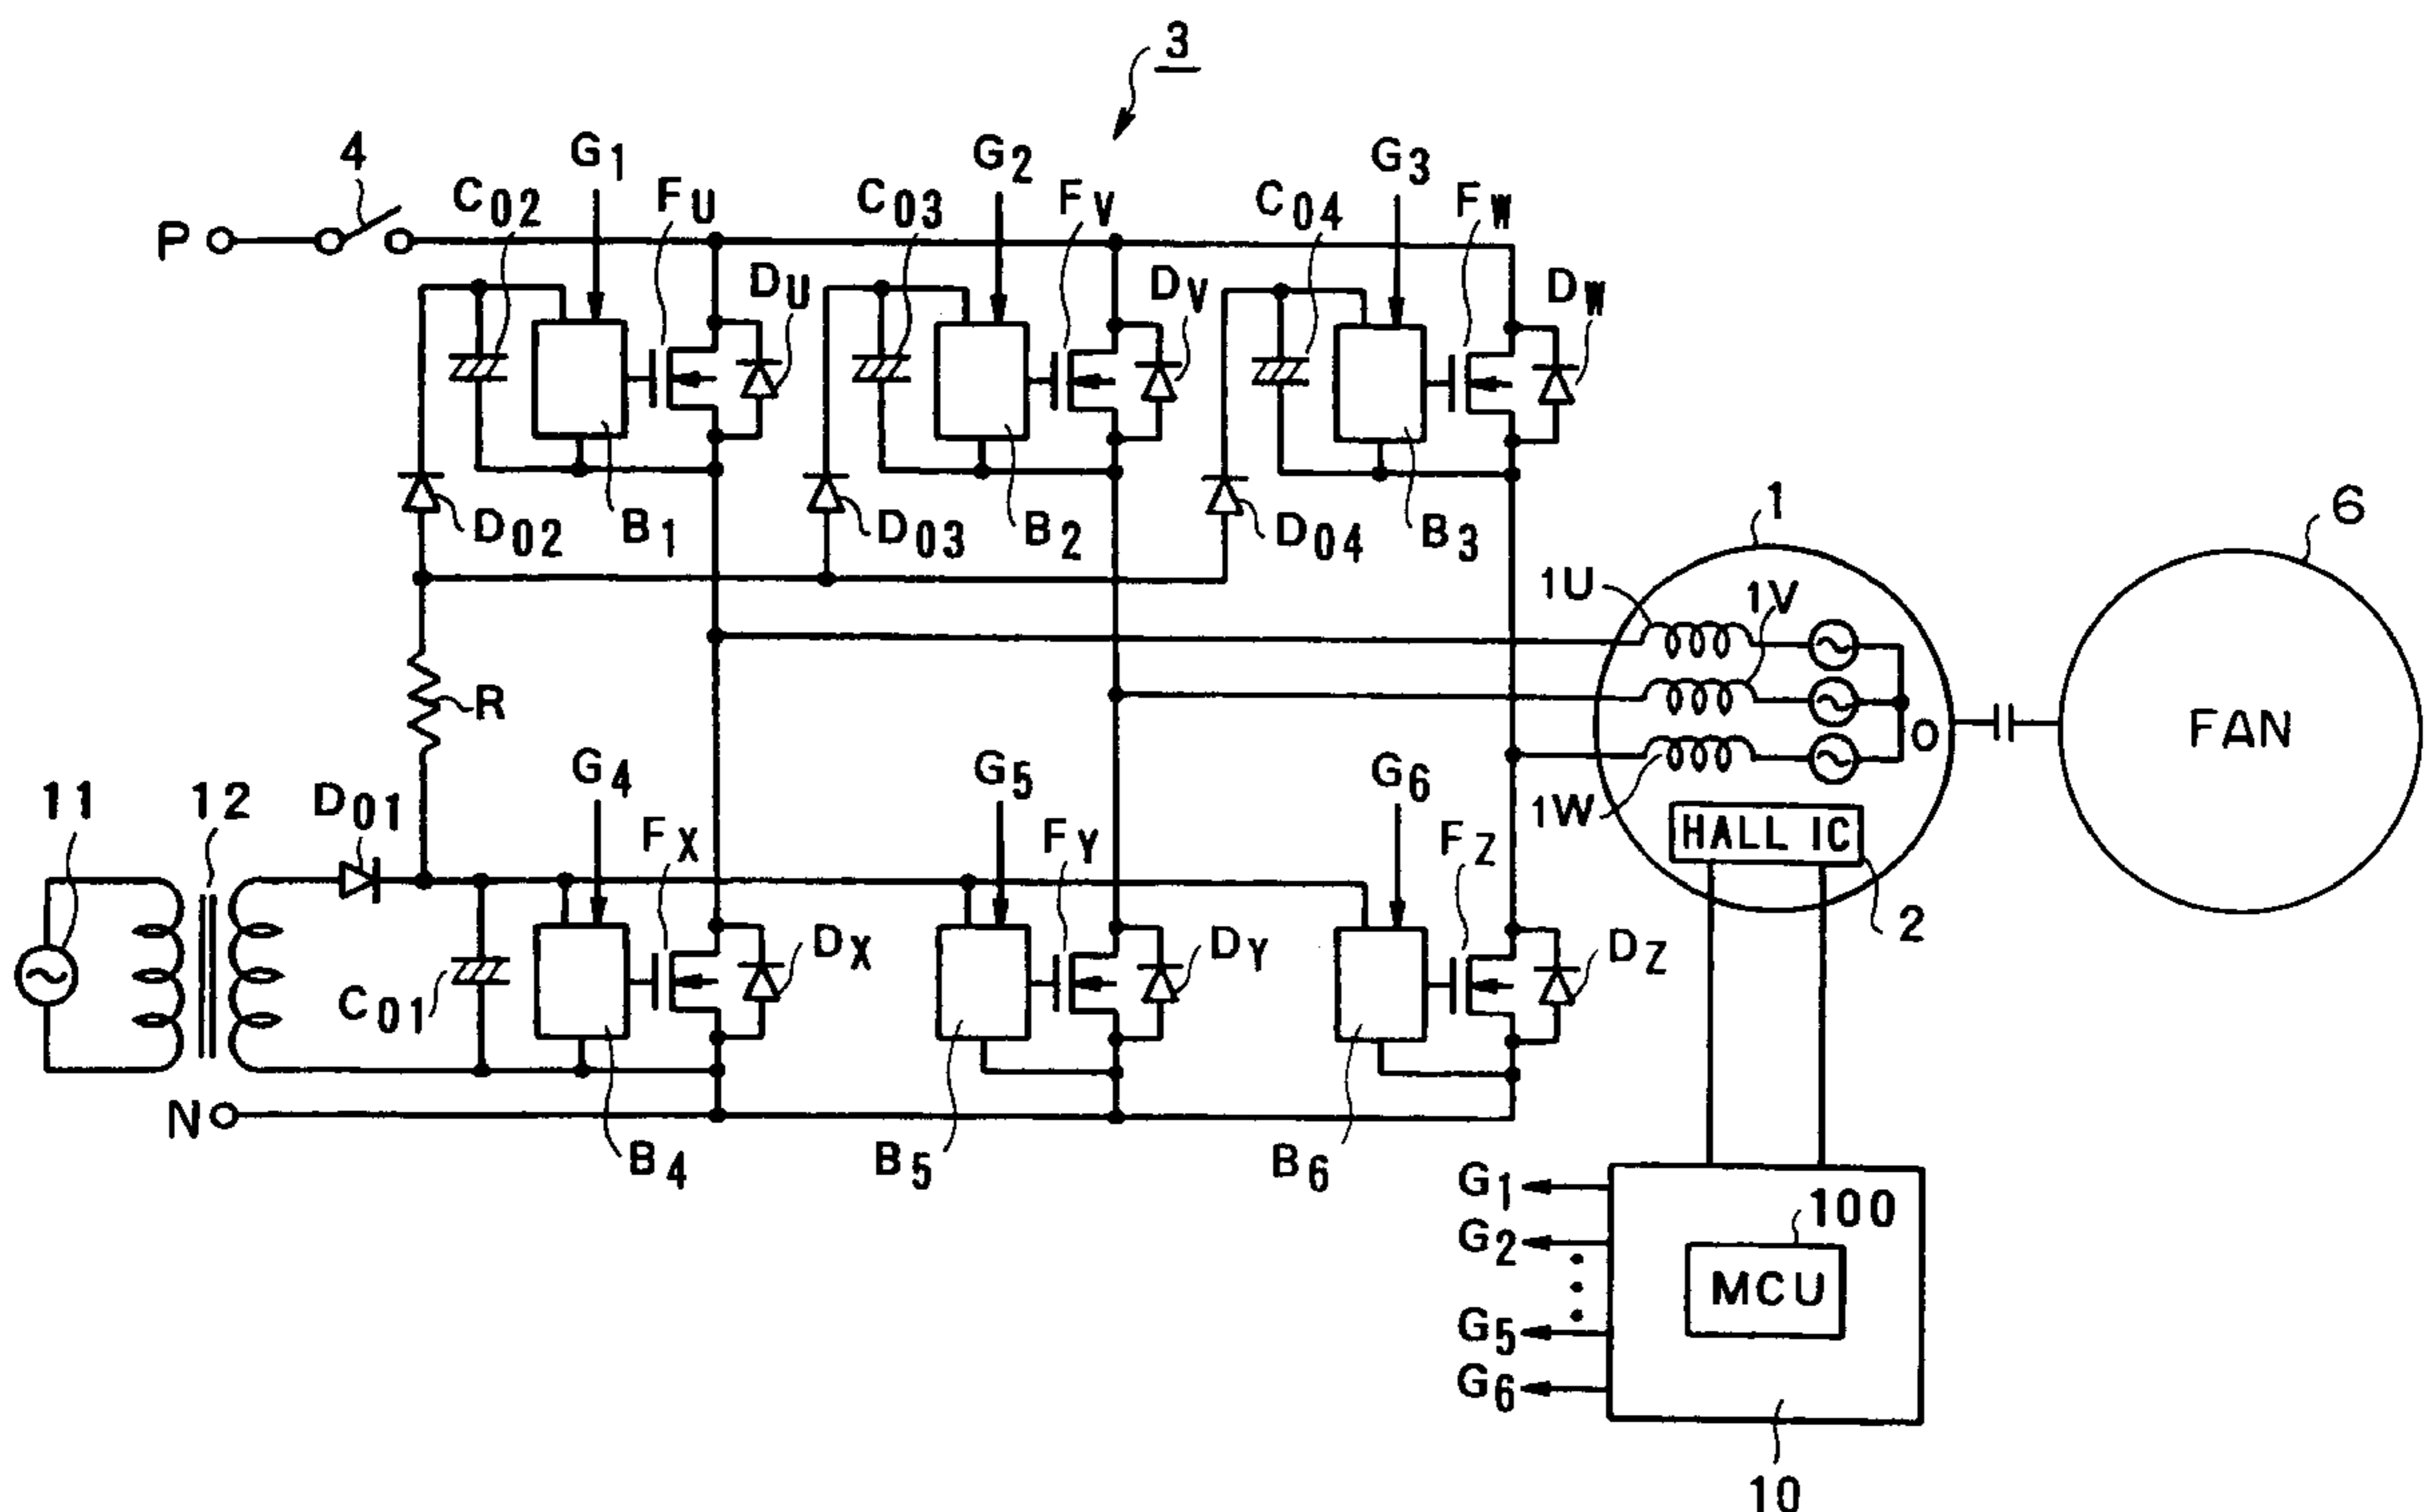 3
4
G1
G2
G3
C02
FU
C03
FV
C04
FW
P
DU
DV
DW
D02
B1
D03
B2
D04
B3
1
6
1U
1V
R
FAN
O
1W
HALL IC
11
12
D01
G4
G5
G6
FX
FY
FZ
2
DX
DY
DZ
C01
N
B4
B5
B6
G1
G2
G5
G6
100
MCU
10